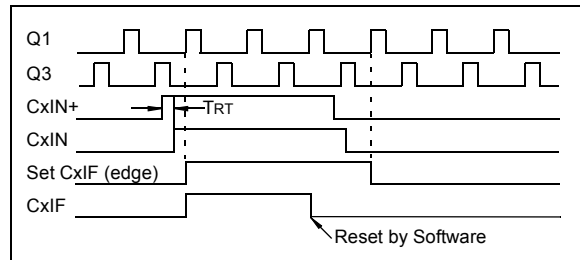 Q1
Q3
CxIN+
TRT
CxIN
Set CxIF (edge)
CxIF
Reset by Software